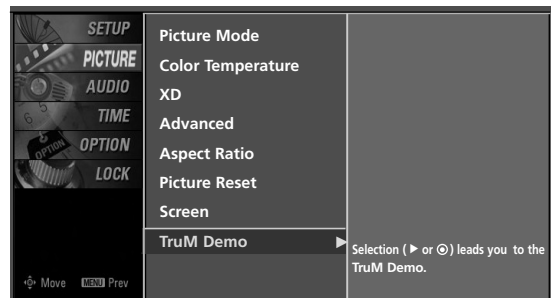 SETUP
PICTURE
AUDIO
TIME
OPTION
LOCK
Move MENU Prev
Picture Mode
Color Temperature
XD
Advanced
Aspect Ratio
Picture Reset
Screen
TruM Demo ▶
Selection (▶ or ◉) leads you to the
TruM Demo.